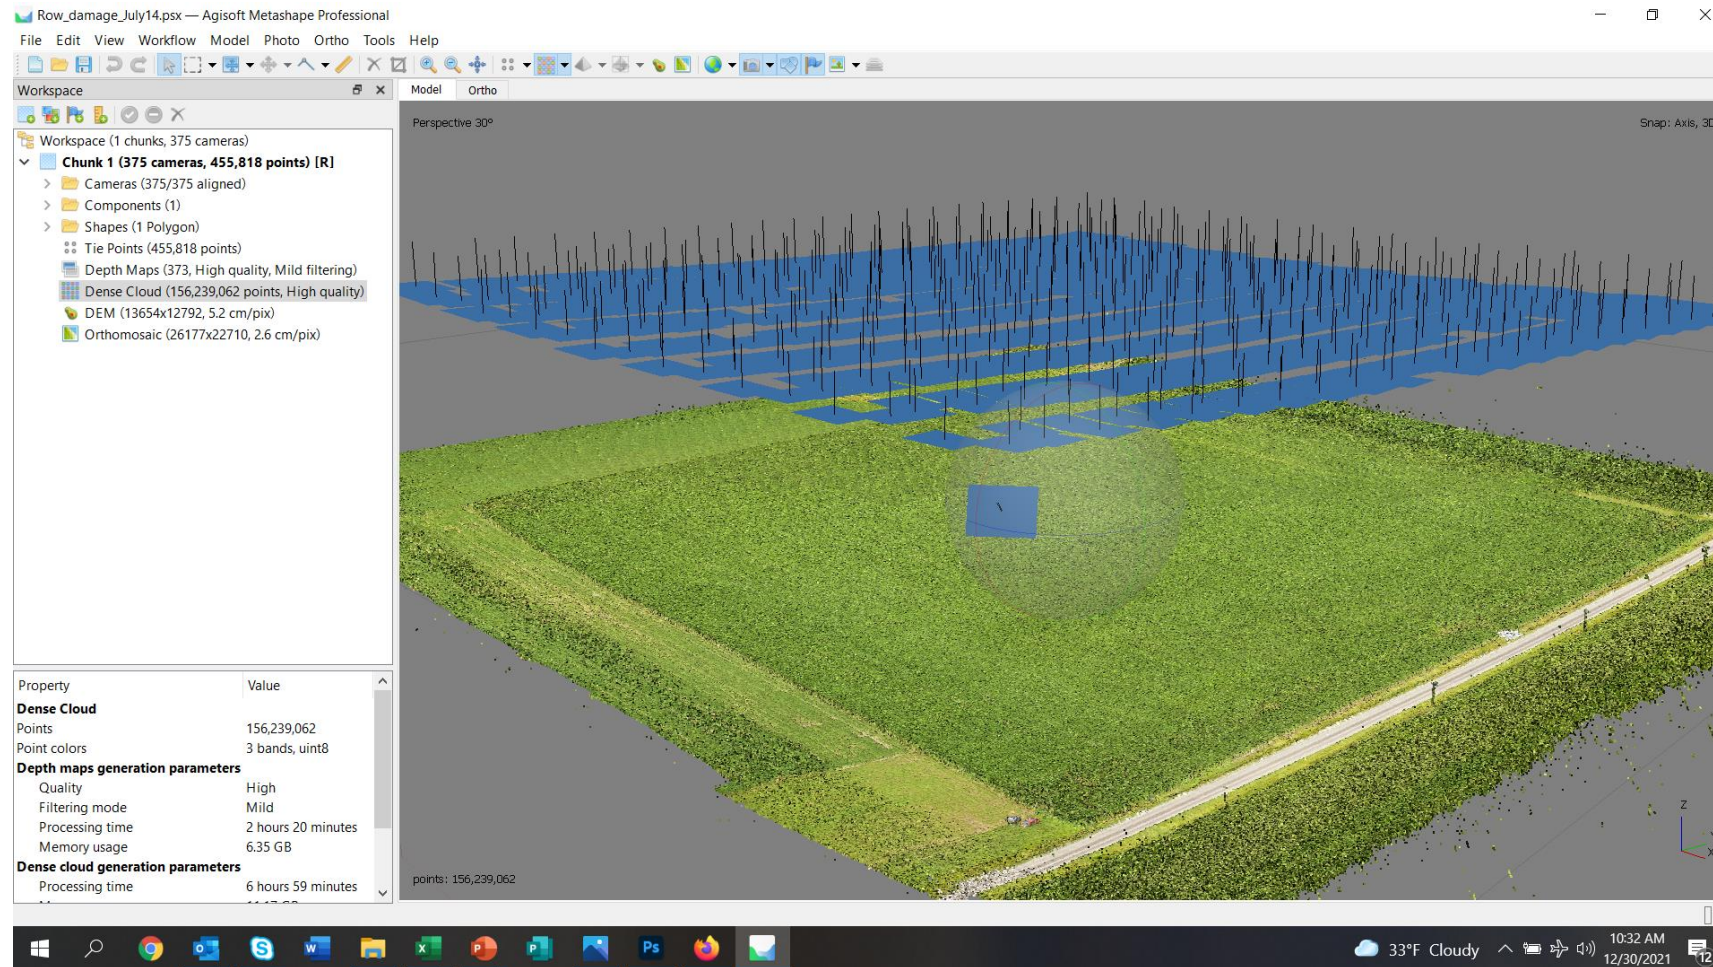 Row_damage_July14.psx — Agisoft Metashape Professional
File Edit View Workflow Model Photo Ortho Tools Help
Workspace
Model Ortho
Perspective 30°
Snap: Axis, 3D
Workspace (1 chunks, 375 cameras)
Chunk 1 (375 cameras, 455,818 points) [R]
Cameras (375/375 aligned)
Components (1)
Shapes (1 Polygon)
Tie Points (455,818 points)
Depth Maps (373, High quality, Mild filtering)
Dense Cloud (156,239,062 points, High quality)
DEM (13654x12792, 5.2 cm/pix)
Orthomosaic (26177x22710, 2.6 cm/pix)
Property Value
Dense Cloud
Points 156,239,062
Point colors 3 bands, uint8
Depth maps generation parameters
Quality High
Filtering mode Mild
Processing time 2 hours 20 minutes
Memory usage 6.35 GB
Dense cloud generation parameters
Processing time 6 hours 59 minutes
points: 156,239,062
Z
X
33°F Cloudy
10:32 AM
12/30/2021
12